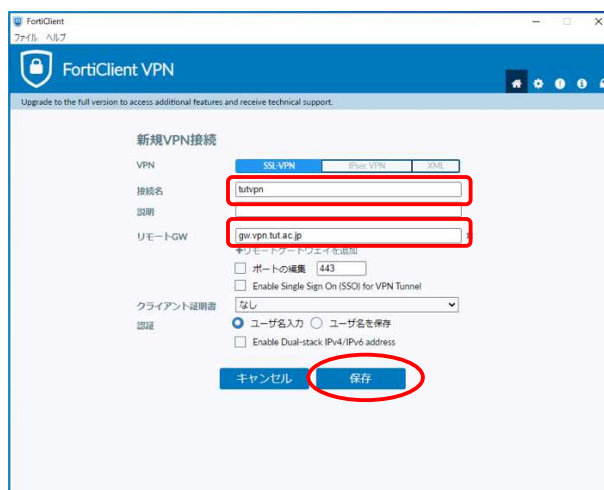 FortiClient
ファイル ヘルプ
FortiClient VPN
Upgrade to the full version to access additional features and receive technical support.
新規VPN接続
VPN SSL-VPN IPsec VPN XML
接続名 tutvpn
説明
リモートGW gw.vpn.tut.ac.jp
+リモートゲートウェイを追加
ポートの編集 443
Enable Single Sign On (SSO) for VPN Tunnel
クライアント証明書 なし
認証 ユーザ名入力 ユーザ名を保存
Enable Dual-stack IPv4/IPv6 address
キャンセル 保存